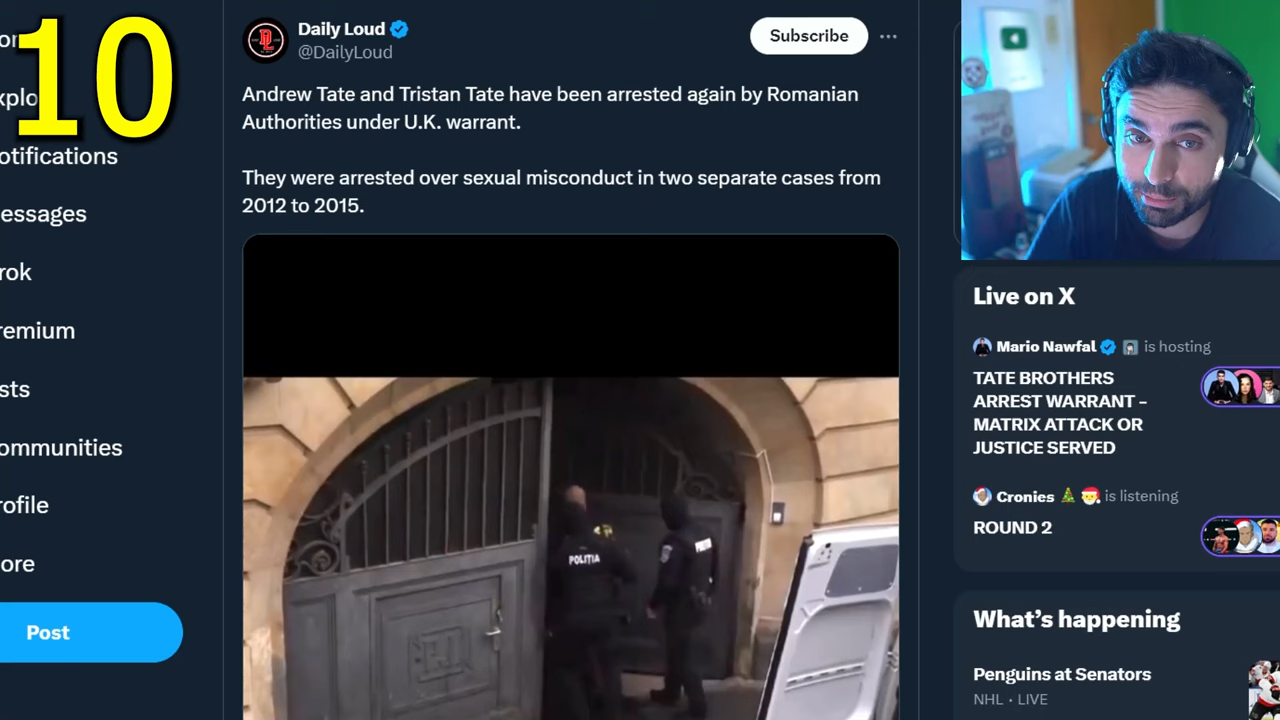 10
xplo
otifications
essages
rok
remium
sts
ommunities
rofile
ore
Post
Daily Loud
@DailyLoud
Subscribe
Andrew Tate and Tristan Tate have been arrested again by Romanian
Authorities under U.K. warrant.
They were arrested over sexual misconduct in two separate cases from
2012 to 2015.
POLIȚIA
Live on X
Mario Nawfal is hosting
TATE BROTHERS
ARREST WARRANT -
MATRIX ATTACK OR
JUSTICE SERVED
Cronies 🎄 🎅 is listening
ROUND 2
What's happening
Penguins at Senators
NHL · LIVE